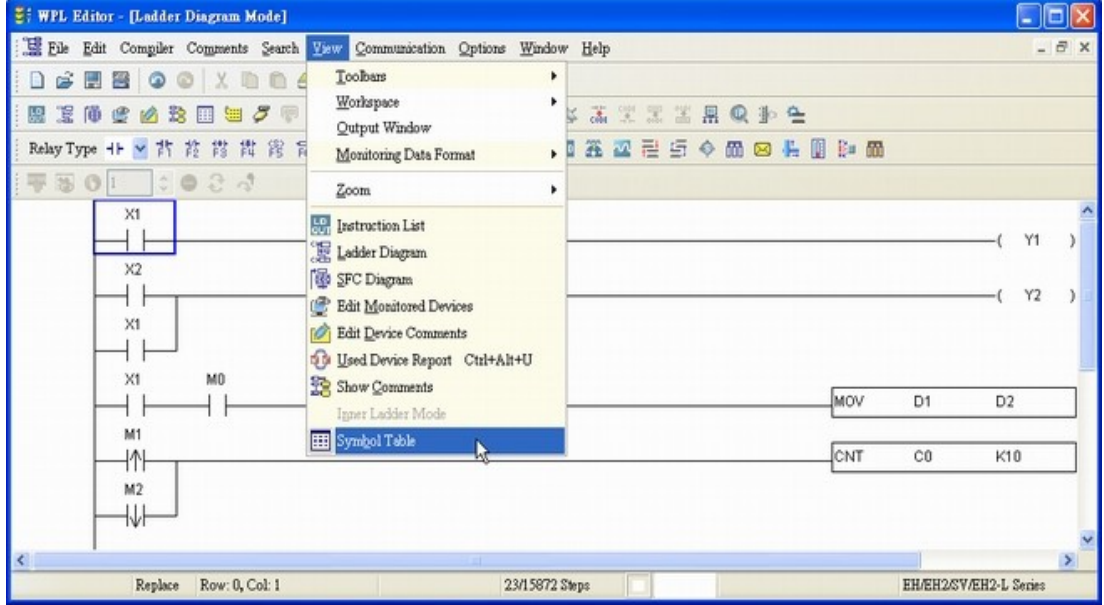 WPL Editor - [Ladder Diagram Mode]
File Edit Compiler Comments Search View Communication Options Window Help
Toolbars
Workspace
Output Window
Monitoring Data Format
Zoom
Instruction List
Ladder Diagram
SFC Diagram
Edit Monitored Devices
Edit Device Comments
Used Device Report Ctrl+Alt+U
Show Comments
Inner Ladder Mode
Symbol Table
Relay Type
1
X1
Y1
X2
Y2
X1
X1 M0
MOV D1 D2
M1
CNT C0 K10
M2
Replace Row: 0, Col: 1 23/15872 Steps EH/EH2/SV/EH2-L Series